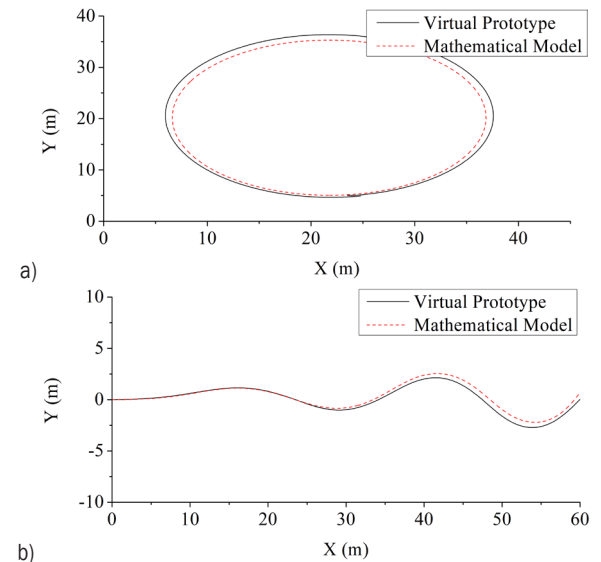 40
30
20
10
0
Y (m)
Virtual Prototype
Mathematical Model
0 10 20 30 40
X (m)
a)
10
5
0
-5
-10
Y (m)
Virtual Prototype
Mathematical Model
0 10 20 30 40 50 60
X (m)
b)